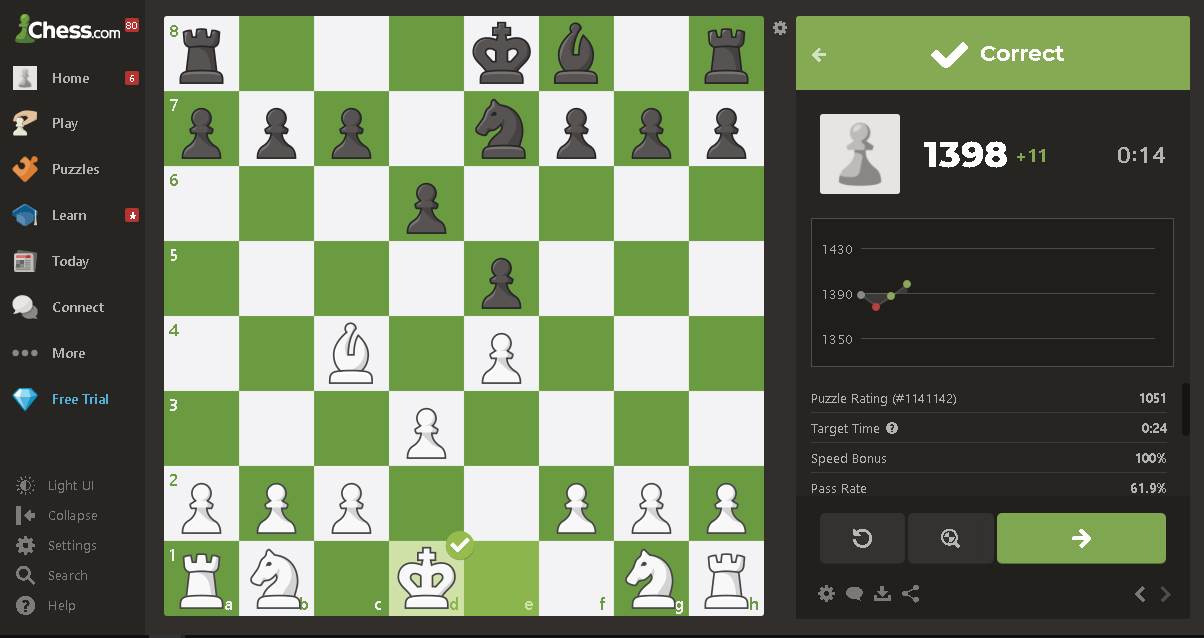 Chess.com 80
Home 6
Play
Puzzles
Learn
Today
Connect
More
Free Trial
Light UI
Collapse
Settings
Search
Help
8
7
6
5
4
3
2
1
a b c d e f g h
Correct
1398 +11 0:14
1430
1390
1350
Puzzle Rating (#1141142) 1051
Target Time ? 0:24
Speed Bonus 100%
Pass Rate 61.9%